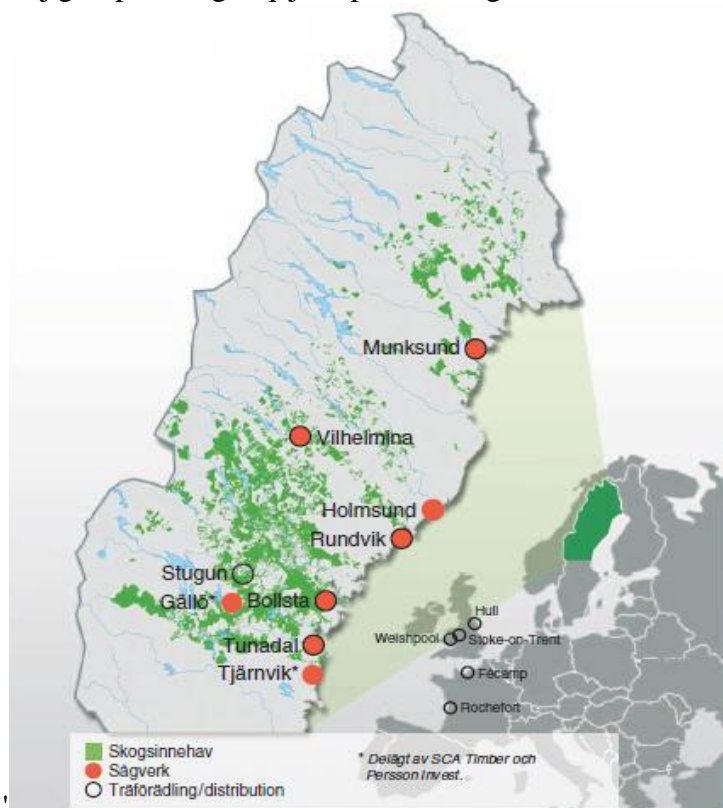 Munksund
Vilhelmina
Holmsund
Rundvik
Stugun
Gällö*
Bollsta
Tunadal
Tjärnvik*
Hull
Welshpool
Stoke-on-Trent
Fécamp
Rochefort
Skogsinnehav
Sågverk
Träförädling/distribution
* Delägt av SCA Timber och
Persson Invest.